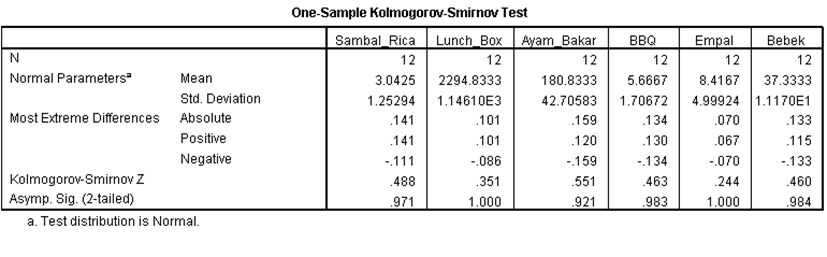 One-Sample Kolmogorov-Smirnov Test
Sambal_Rica Lunch_Box Ayam_Bakar BBQ Empal Bebek
N 12 12 12 12 12 12
Normal Parametersᵃ Mean 3.0425 2294.8333 180.8333 5.6667 8.4167 37.3333
Std. Deviation 1.25294 1.14610E3 42.70583 1.70672 4.99924 1.1170E1
Most Extreme Differences Absolute .141 .101 .159 .134 .070 .133
Positive .141 .101 .120 .130 .067 .115
Negative -.111 -.086 -.159 -.134 -.070 -.133
Kolmogorov-Smirnov Z .488 .351 .551 .463 .244 .460
Asymp. Sig. (2-tailed) .971 1.000 .921 .983 1.000 .984
a. Test distribution is Normal.